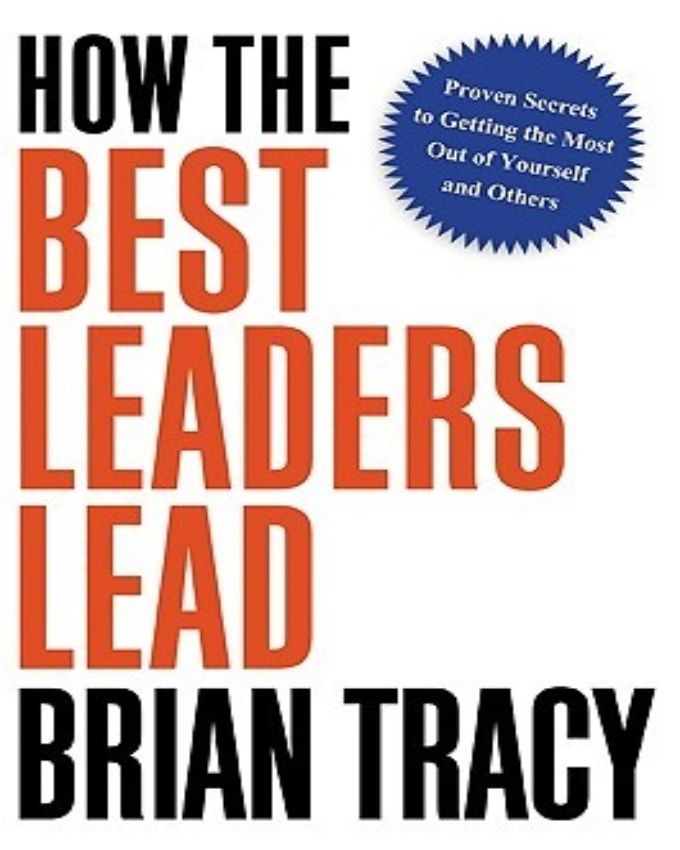 HOW THE
BEST
LEADERS
LEAD
BRIAN TRACY
Proven Secrets
to Getting the Most
Out of Yourself
and Others